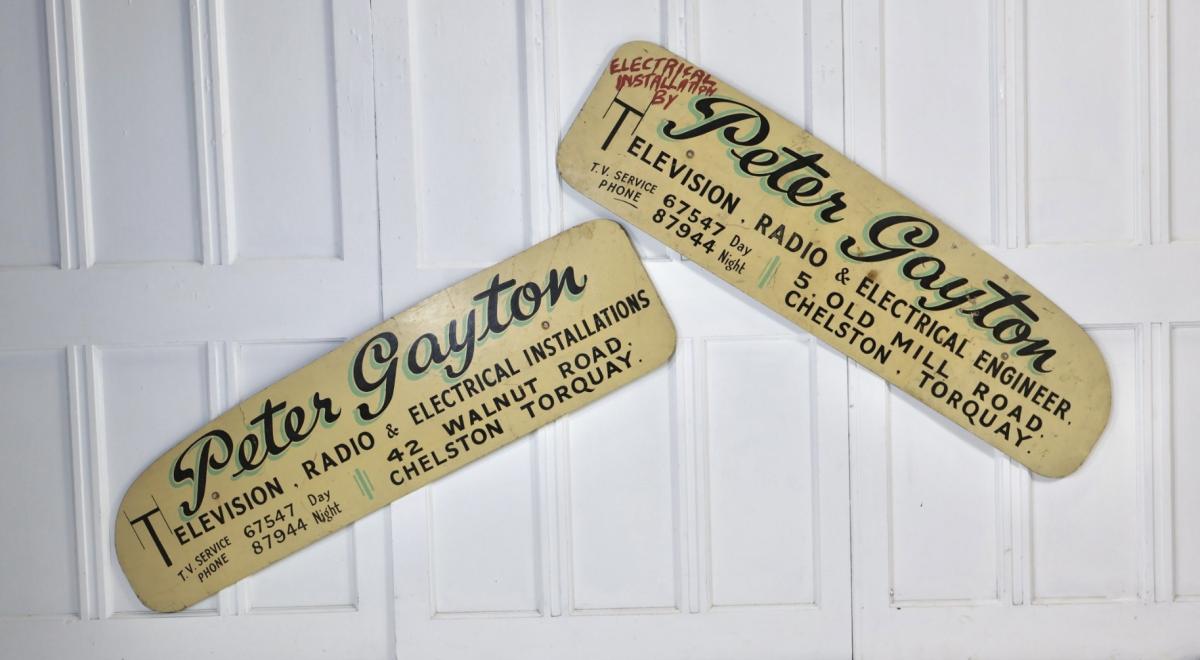 Peter Gayton
TELEVISION . RADIO & ELECTRICAL INSTALLATIONS
T.V. SERVICE PHONE 67547 Day 87944 Night
42 WALNUT ROAD.
CHELSTON TORQUAY.
ELECTRICAL
INSTALLATION
BY
Peter Gayton
TELEVISION . RADIO & ELECTRICAL ENGINEER.
T.V. SERVICE PHONE 67547 Day 87944 Night
5, OLD MILL ROAD.
CHELSTON . TORQUAY.